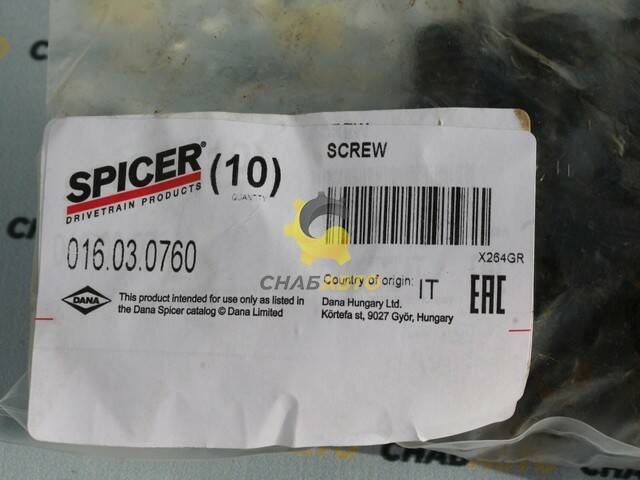 SPICER®
DRIVETRAIN PRODUCTS
(10)
QUANTITY
SCREW
016.03.0760
X264GR
СНАБАВТО
Country of origin: IT
DANA
This product intended for use only as listed in
the Dana Spicer catalog © Dana Limited
Dana Hungary Ltd.
Körtefa st, 9027 Győr, Hungary
EAC